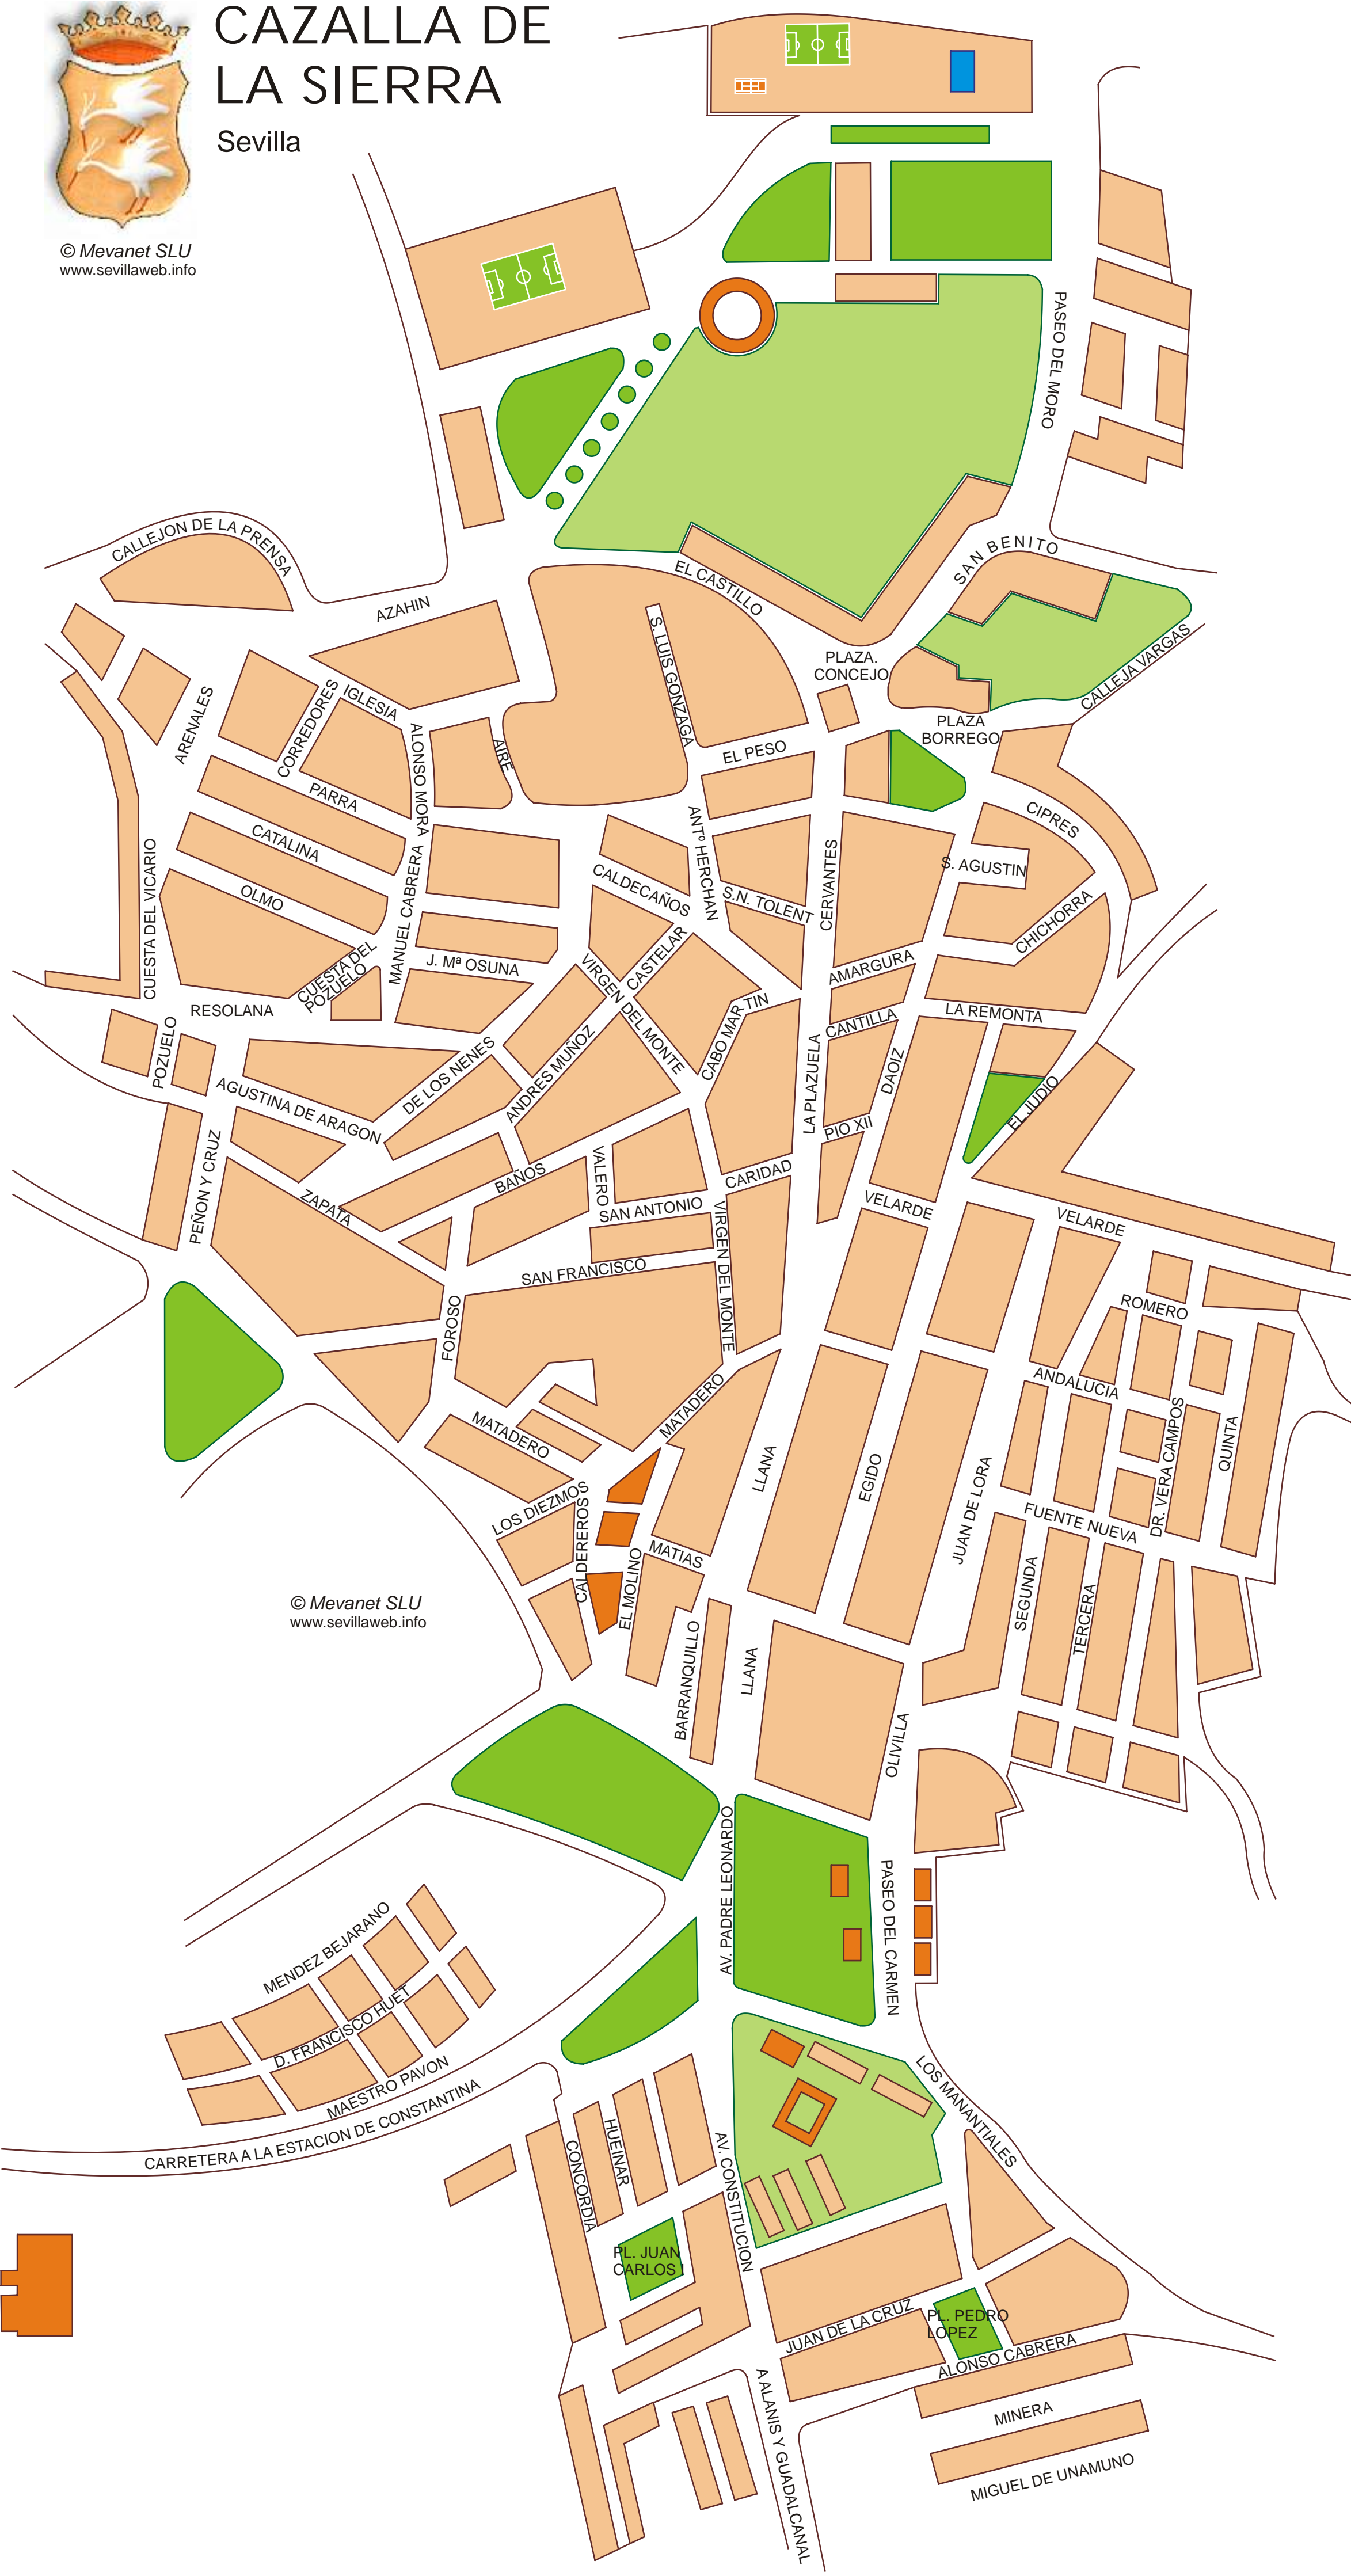 CAZALLA DE
LA SIERRA
Sevilla
© Mevanet SLU
www.sevillaweb.info
PASEO DEL MORO
CALLEJON DE LA PRENSA
AZAHIN
EL CASTILLO
SAN BENITO
S. LUIS GONZAGA
PLAZA.
CONCEJO
CALLEJA VARGAS
PLAZA
BORREGO
ARENALES
CORREDORES
IGLESIA
ALONSO MORA
AIRE
EL PESO
PARRA
CATALINA
OLMO
CUESTA DEL VICARIO
MANUEL CABRERA
CUESTA DEL
POZUELO
J. Mª OSUNA
CALDECAÑOS
ANTº HERCHAN
S.N. TOLENT
CERVANTES
CIPRES
S. AGUSTIN
CHICHORRA
AMARGURA
LA REMONTA
CANTILLA
CASTELAR
VIRGEN DEL MONTE
CABO MARTIN
RESOLANA
POZUELO
AGUSTINA DE ARAGON
DE LOS NENES
ANDRES MUÑOZ
LA PLAZUELA
DAOIZ
EL JUDIO
PIO XII
PEÑON Y CRUZ
ZAPATA
BAÑOS
VALERO
CARIDAD
SAN ANTONIO
VELARDE
VELARDE
SAN FRANCISCO
VIRGEN DEL MONTE
FOROSO
ROMERO
ANDALUCIA
MATADERO
MATADERO
LLANA
EGIDO
JUAN DE LORA
DR. VERA CAMPOS
QUINTA
LOS DIEZMOS
CALDEREROS
EL MOLINO
MATIAS
FUENTE NUEVA
SEGUNDA
TERCERA
© Mevanet SLU
www.sevillaweb.info
BARRANQUILLO
LLANA
OLIVILLA
AV. PADRE LEONARDO
PASEO DEL CARMEN
MENDEZ BEJARANO
D. FRANCISCO HUET
MAESTRO PAVON
CARRETERA A LA ESTACION DE CONSTANTINA
LOS MANANTIALES
CONCORDIA
HUEINAR
AV. CONSTITUCION
PL. JUAN
CARLOS I
JUAN DE LA CRUZ
PL. PEDRO
LOPEZ
ALONSO CABRERA
MINERA
MIGUEL DE UNAMUNO
A ALANIS Y GUADALCANAL